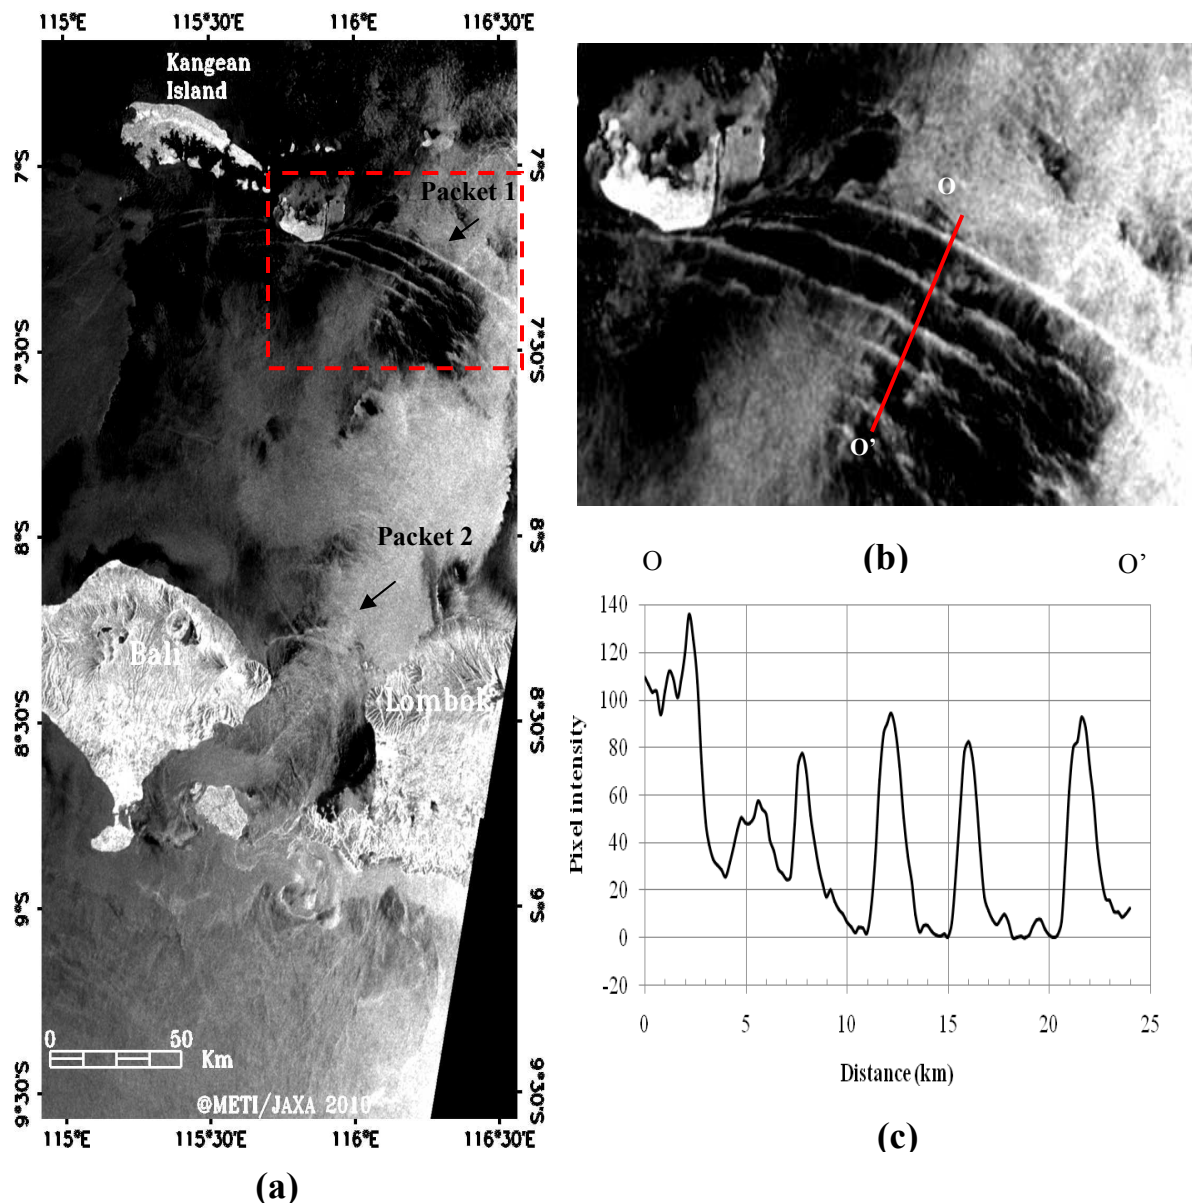 115°E 115°30'E 116°E 116°30'E
Kangean
Island
7°S 7°S
Packet 1
7°30'S 7°30'S
8°S 8°S
Packet 2
Bali
Lombok
8°30'S 8°30'S
9°S 9°S
0 50
Km
9°30'S 9°30'S
@METI/JAXA 2010
115°E 115°30'E 116°E 116°30'E
(a)
O
O'
(b)
O O'
140
120
100
80
60
40
20
0
-20
Pixel intensity
0 5 10 15 20 25
Distance (km)
(c)